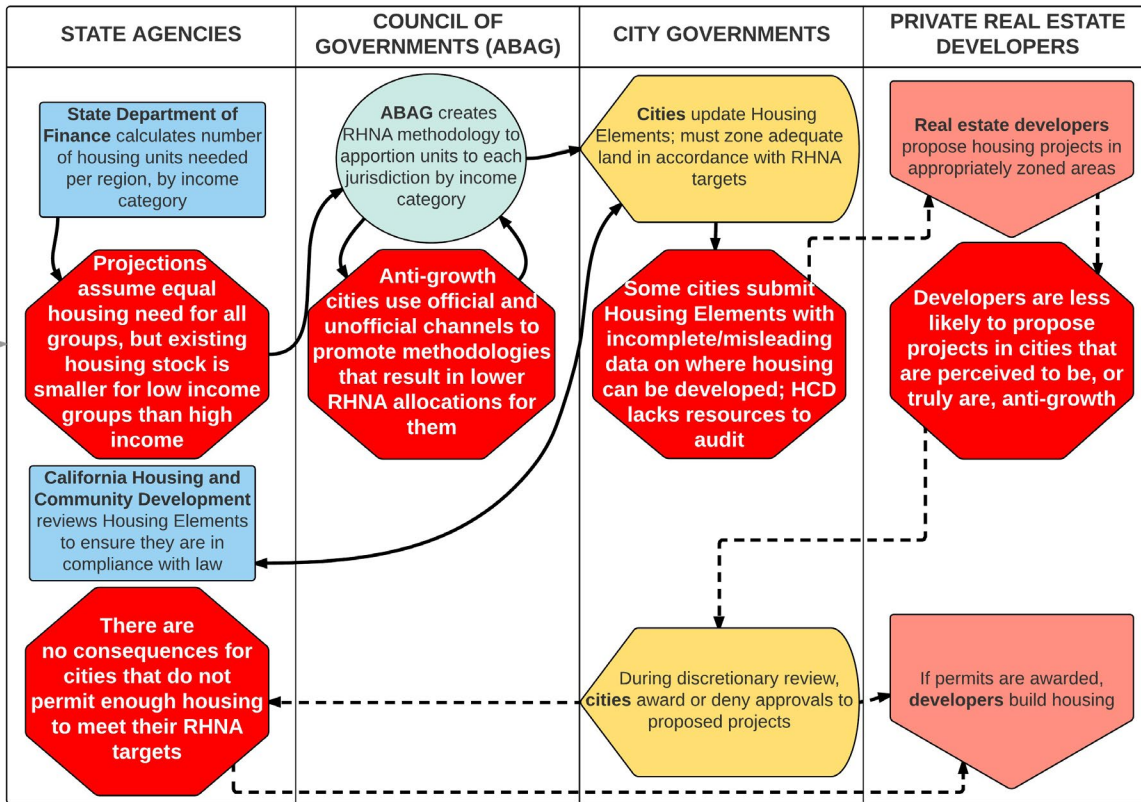 STATE AGENCIES
COUNCIL OF
GOVERNMENTS (ABAG)
CITY GOVERNMENTS
PRIVATE REAL ESTATE
DEVELOPERS
State Department of
Finance calculates number
of housing units needed
per region, by income
category
ABAG creates
RHNA methodology to
apportion units to each
jurisdiction by income
category
Cities update Housing
Elements; must zone adequate
land in accordance with RHNA
targets
Real estate developers
propose housing projects in
appropriately zoned areas
Projections
assume equal
housing need for all
groups, but existing
housing stock is
smaller for low income
groups than high
income
Anti-growth
cities use official and
unofficial channels to
promote methodologies
that result in lower
RHNA allocations for
them
Some cities submit
Housing Elements with
incomplete/misleading
data on where housing
can be developed; HCD
lacks resources to
audit
Developers are less
likely to propose
projects in cities that
are perceived to be, or
truly are, anti-growth
California Housing and
Community Development
reviews Housing Elements
to ensure they are in
compliance with law
There are
no consequences for
cities that do not
permit enough housing
to meet their RHNA
targets
During discretionary review,
cities award or deny approvals to
proposed projects
If permits are awarded,
developers build housing